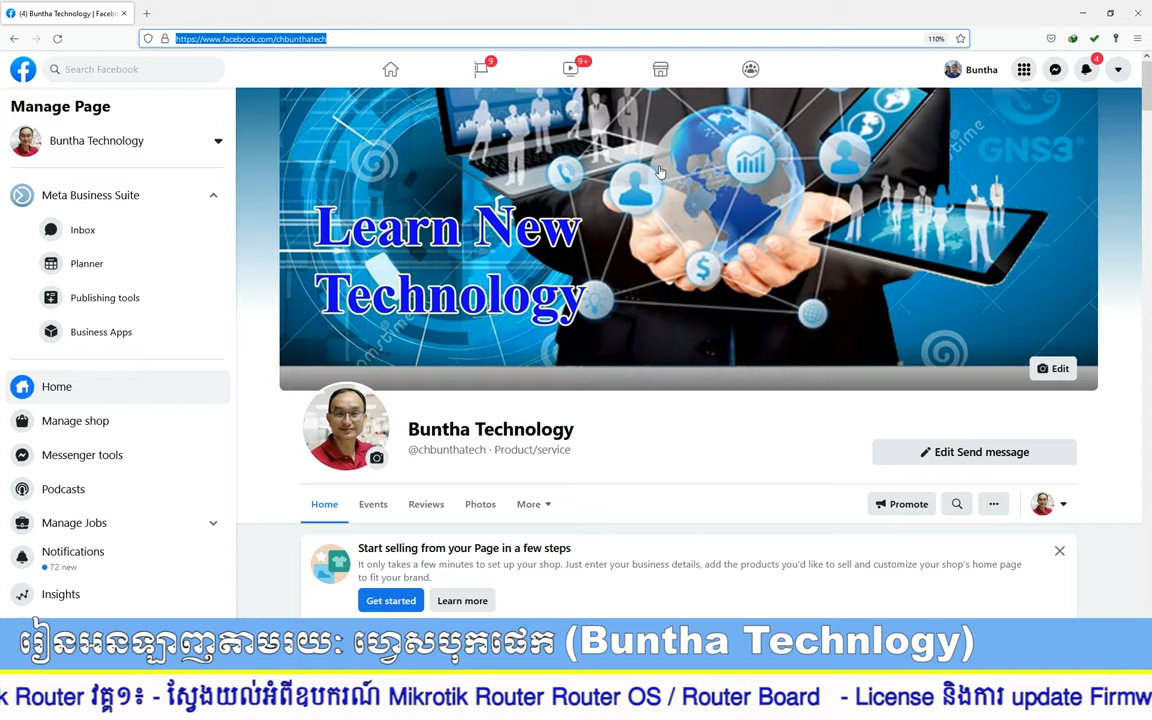 (4) Buntha Technology | Faceb
https://www.facebook.com/chbunthatech
110%
Search Facebook
9
9+
Buntha
4
Manage Page
Buntha Technology
Meta Business Suite
Inbox
Planner
Publishing tools
Business Apps
Home
Manage shop
Messenger tools
Podcasts
Manage Jobs
Notifications
72 new
Insights
GNS3
Learn New
Technology
Edit
Buntha Technology
@chbunthatech · Product/service
Edit Send message
Home
Events
Reviews
Photos
More
Promote
Start selling from your Page in a few steps
It only takes a few minutes to set up your shop. Just enter your business details, add the products you'd like to sell and customize your shop's home page
to fit your brand.
Get started
Learn more
រៀនអនឡាញតាមរយៈ ហ្វេសបុកផេក (Buntha Technlogy)
k Router វគ្គ១៖ - ស្វែងយល់អំពីឧបករណ៍ Mikrotik Router Router OS / Router Board - License និងការ update Firmw